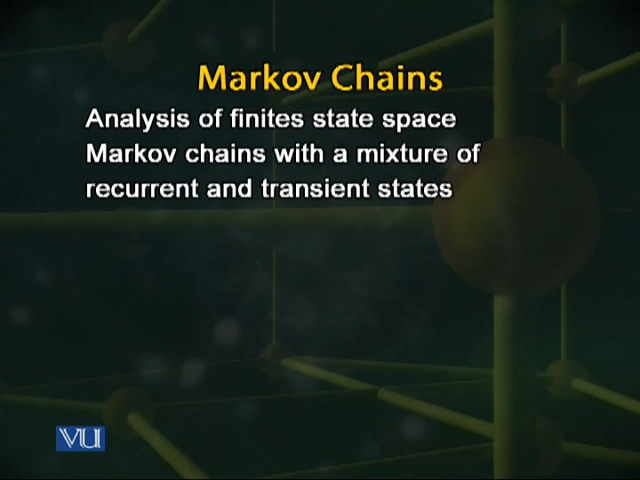 Markov Chains
Analysis of finites state space
Markov chains with a mixture of
recurrent and transient states
VU